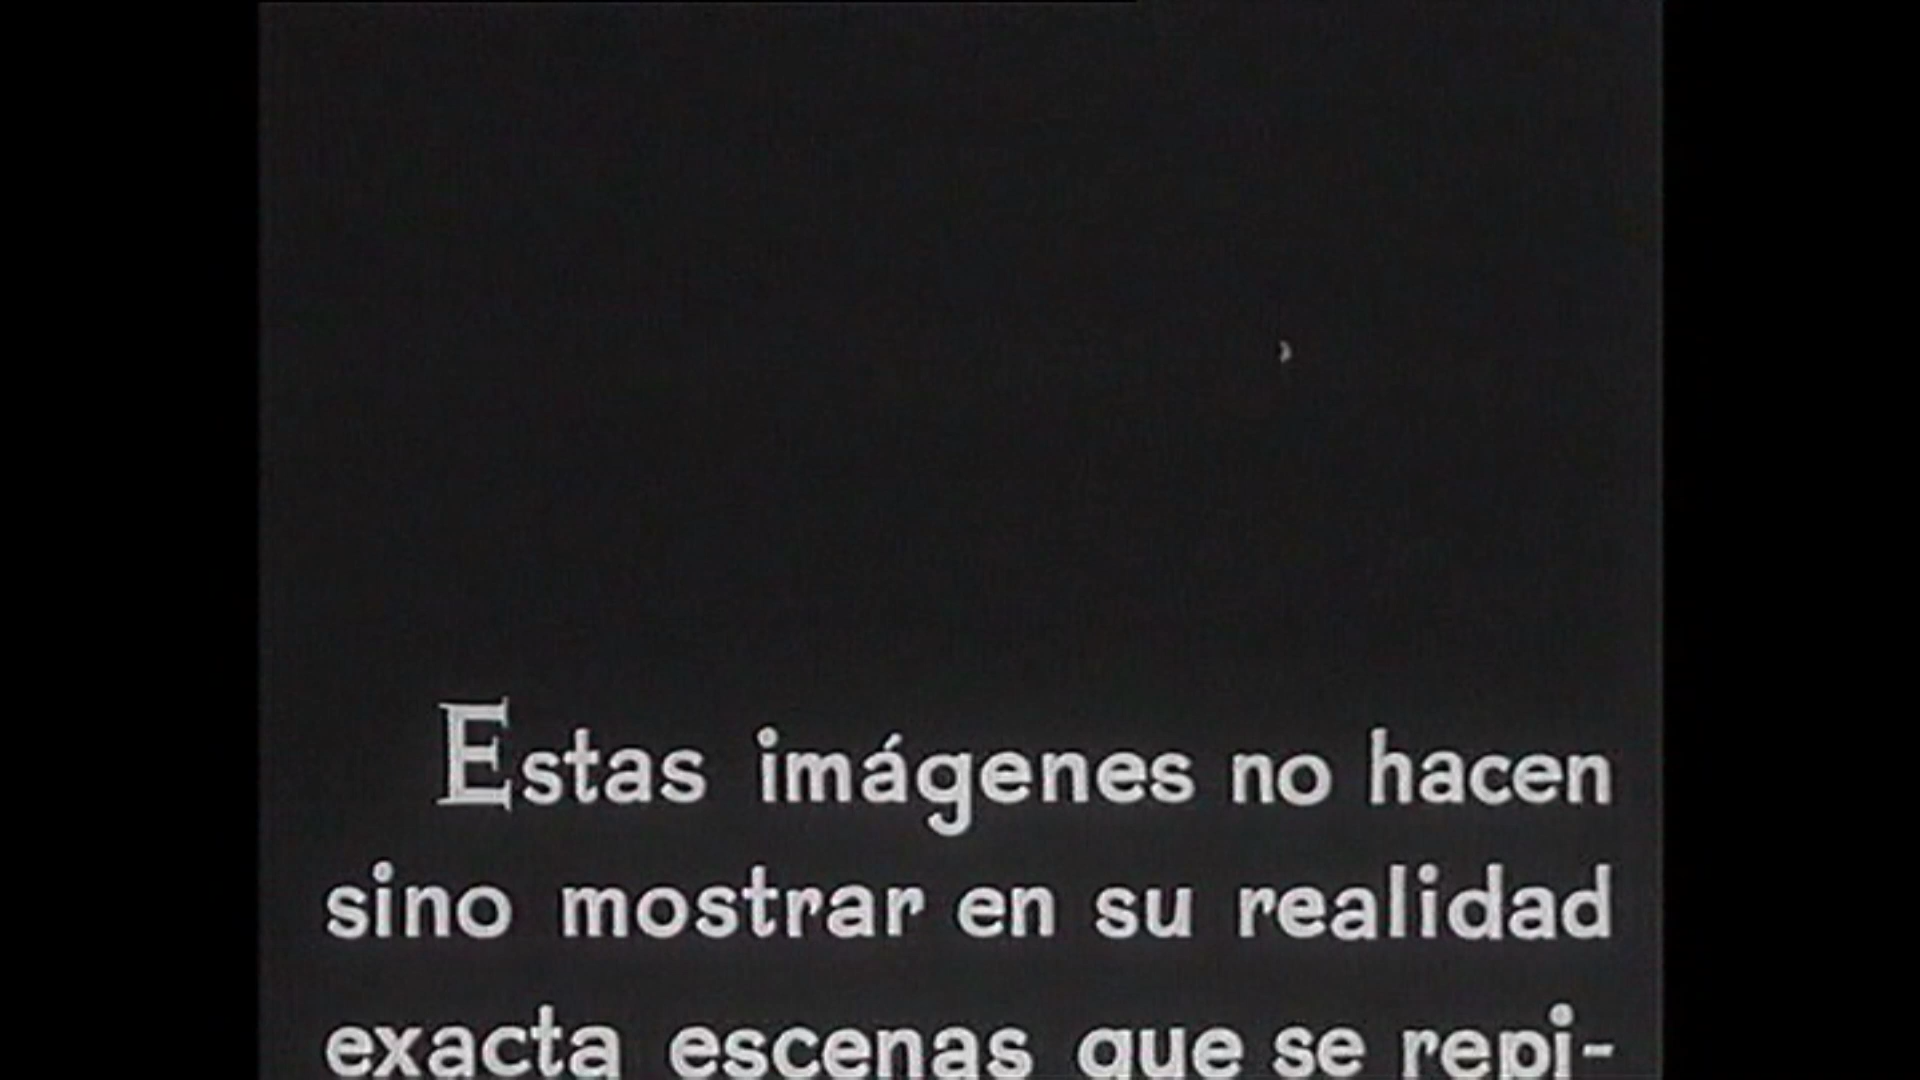 Estas imágenes no hacen
sino mostrar en su realidad
exacta escenas que se repi-